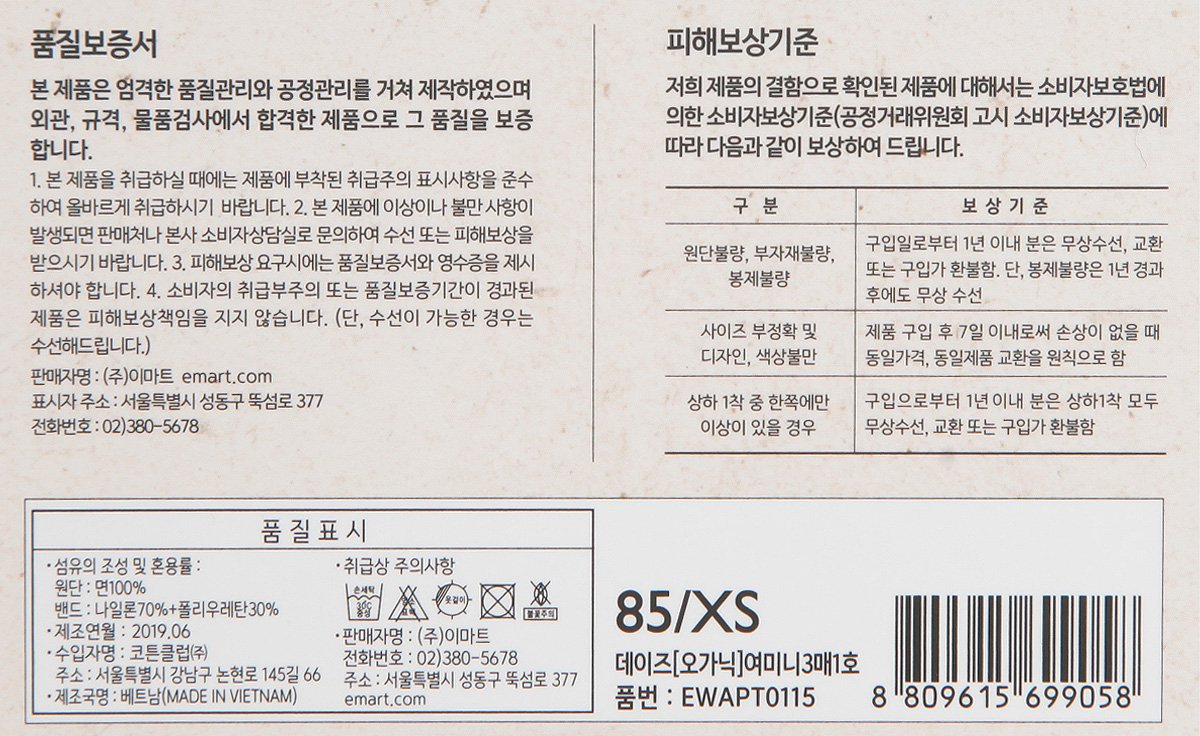 품질보증서
본 제품은 엄격한 품질관리와 공정관리를 거쳐 제작하였으며
외관, 규격, 물품검사에서 합격한 제품으로 그 품질을 보증
합니다.
1. 본 제품을 취급하실 때에는 제품에 부착된 취급주의 표시사항을 준수
하여 올바르게 취급하시기 바랍니다. 2. 본 제품에 이상이나 불만 사항이
발생되면 판매처나 본사 소비자상담실로 문의하여 수선 또는 피해보상을
받으시기 바랍니다. 3. 피해보상 요구시에는 품질보증서와 영수증을 제시
하셔야 합니다. 4. 소비자의 취급부주의 또는 품질보증기간이 경과된
제품은 피해보상책임을 지지 않습니다. (단, 수선이 가능한 경우는
수선해드립니다.)
판매자명 : (주)이마트 emart.com
표시자 주소 : 서울특별시 성동구 뚝섬로 377
전화번호 : 02)380-5678
피해보상기준
저희 제품의 결함으로 확인된 제품에 대해서는 소비자보호법에
의한 소비자보상기준(공정거래위원회 고시 소비자보상기준)에
따라 다음과 같이 보상하여 드립니다.
구 분 보 상 기 준
원단불량, 부자재불량,
봉제불량
구입일로부터 1년 이내 분은 무상수선, 교환
또는 구입가 환불함. 단, 봉제불량은 1년 경과
후에도 무상 수선
사이즈 부정확 및
디자인, 색상불만
제품 구입 후 7일 이내로써 손상이 없을 때
동일가격, 동일제품 교환을 원칙으로 함
상하 1착 중 한쪽에만
이상이 있을 경우
구입으로부터 1년 이내 분은 상하1착 모두
무상수선, 교환 또는 구입가 환불함
품 질 표 시
· 섬유의 조성 및 혼용률 :
원단 : 면100%
밴드 : 나일론70%+폴리우레탄30%
· 제조연월 : 2019.06
· 수입자명 : 코튼클럽㈜
주소 : 서울특별시 강남구 논현로 145길 66
· 제조국명 : 베트남(MADE IN VIETNAM)
· 취급상 주의사항
손세탁
30℃
중성
염소
표백
옷걸이
불꽃주의
· 판매자명 : (주)이마트
전화번호 : 02)380-5678
주소 : 서울특별시 성동구 뚝섬로 377
emart.com
85/XS
데이즈[오가닉]여미니3매1호
품번 : EWAPT0115
8 809615 699058